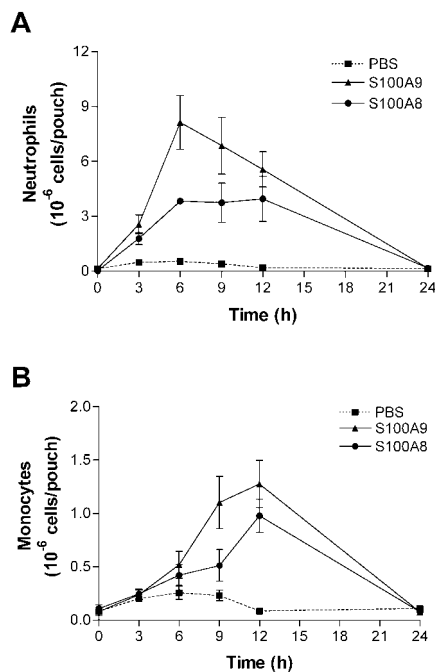 A
12
9
6
3
0
Neutrophils
(10⁻⁶ cells/pouch)
PBS
S100A9
S100A8
0 3 6 9 12 15 18 21 24
Time (h)
B
2.0
1.5
1.0
0.5
0.0
Monocytes
(10⁻⁶ cells/pouch)
PBS
S100A9
S100A8
0 3 6 9 12 15 18 21 24
Time (h)